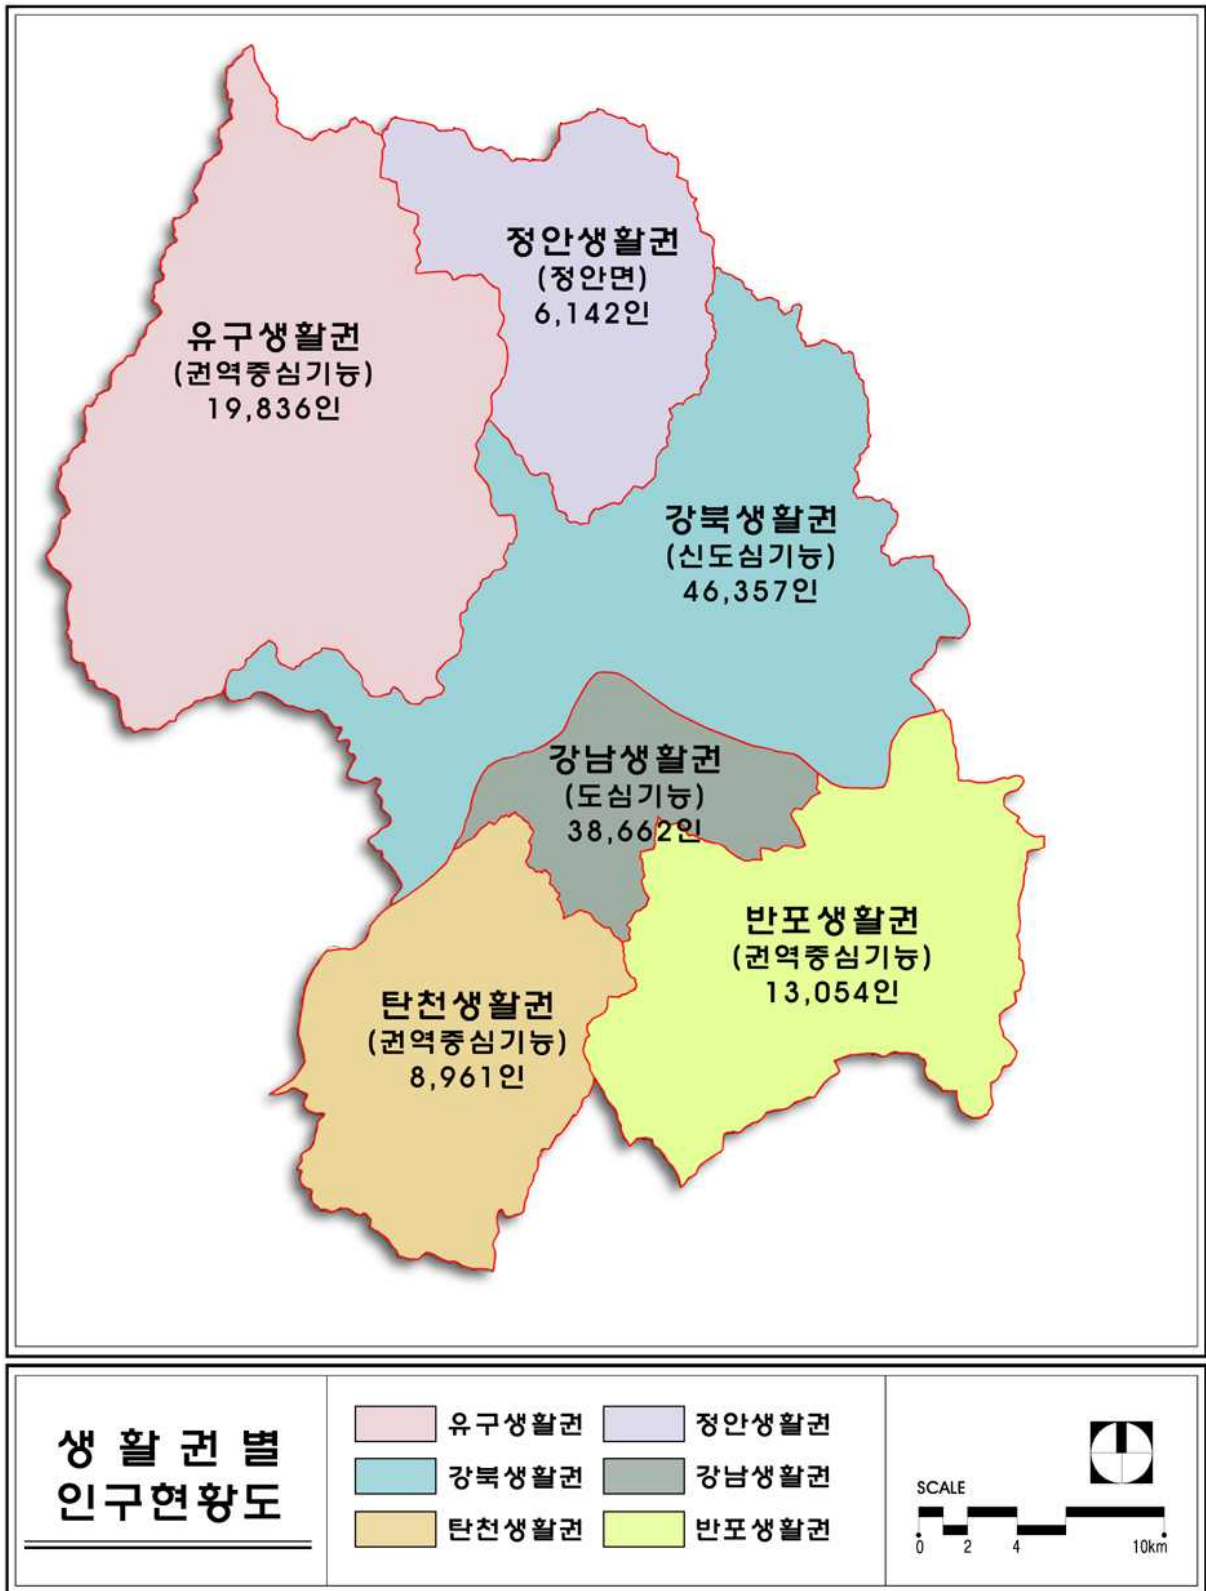 정안생활권
(정안면)
6,142인
유구생활권
(권역중심기능)
19,836인
강북생활권
(신도심기능)
46,357인
강남생활권
(도심기능)
38,662인
반포생활권
(권역중심기능)
13,054인
탄천생활권
(권역중심기능)
8,961인
생활권별
인구현황도
유구생활권 정안생활권
강북생활권 강남생활권
탄천생활권 반포생활권
SCALE
0 2 4 10km